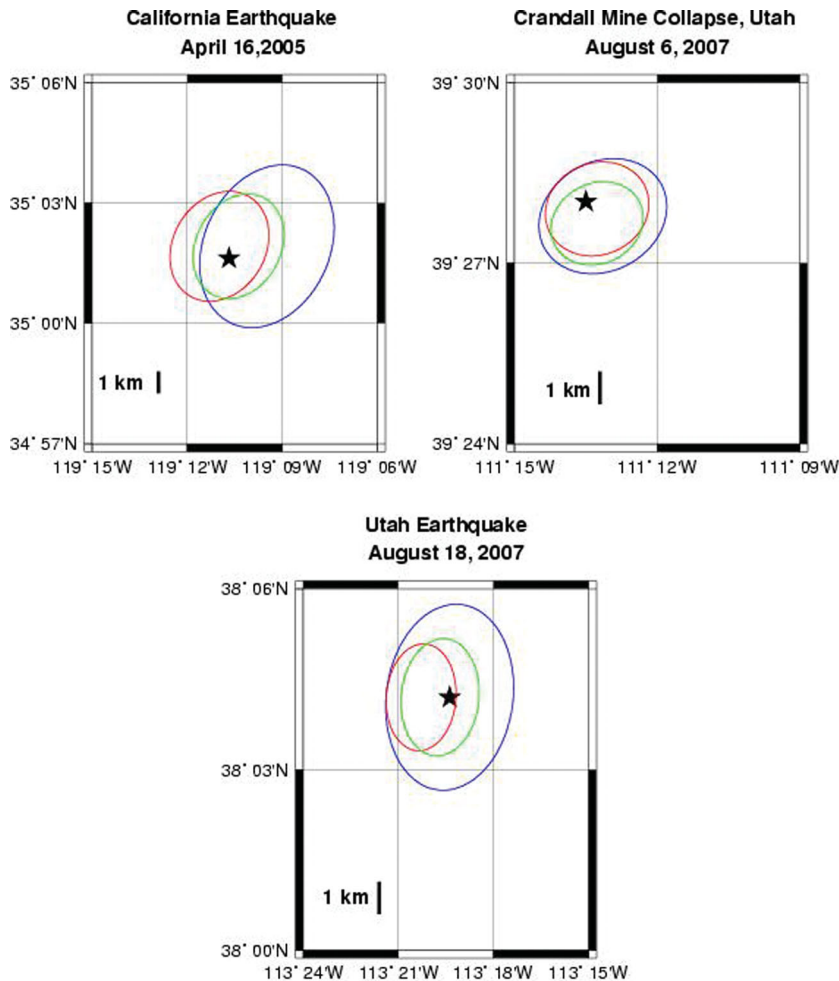 California Earthquake
April 16,2005
35° 06'N
35° 03'N
35° 00'N
34° 57'N
1 km
119° 15'W 119° 12'W 119° 09'W 119° 06'W
Crandall Mine Collapse, Utah
August 6, 2007
39° 30'N
39° 27'N
39° 24'N
1 km
111° 15'W 111° 12'W 111° 09'W
Utah Earthquake
August 18, 2007
38° 06'N
38° 03'N
38° 00'N
1 km
113° 24'W 113° 21'W 113° 18'W 113° 15'W